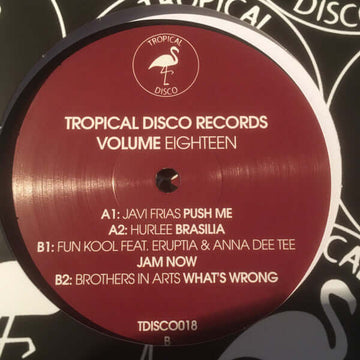 TROPICAL
DISCO
TROPICAL DISCO RECORDS
VOLUME EIGHTEEN
A1: JAVI FRIAS PUSH ME
A2: HURLEE BRASILIA
B1: FUN KOOL FEAT. ERUPTIA & ANNA DEE TEE
JAM NOW
B2: BROTHERS IN ARTS WHAT'S WRONG
TDISCO018
B
DISCO